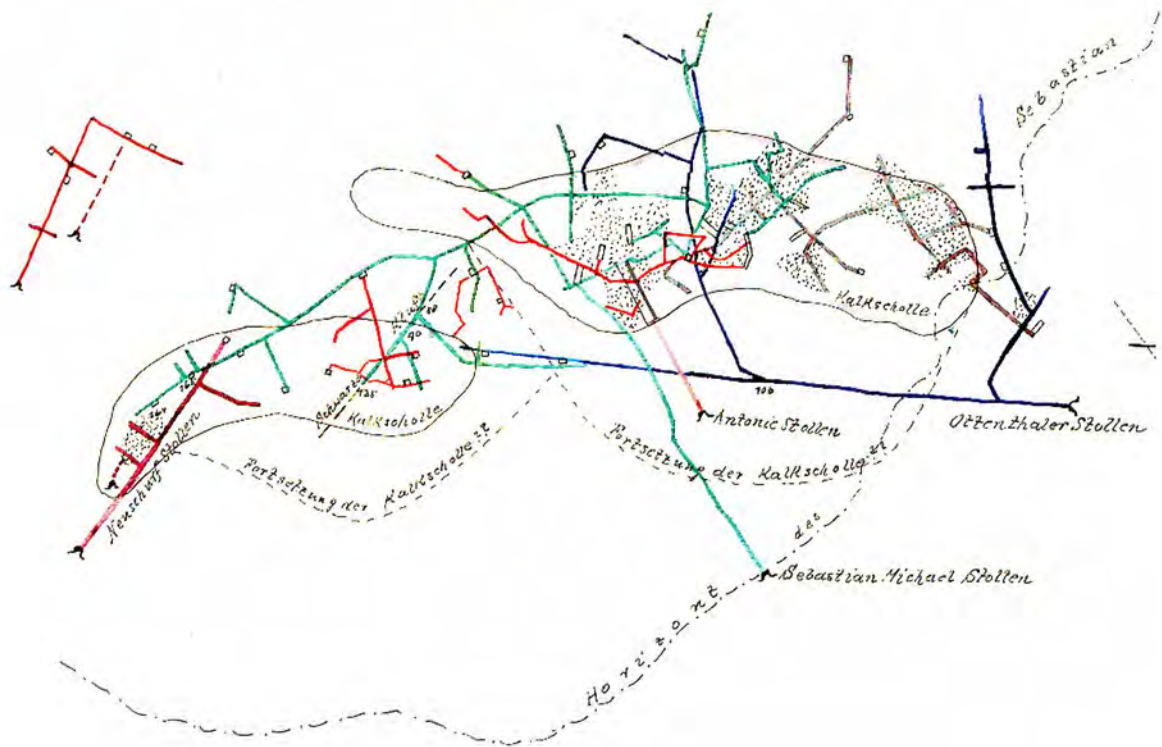 Sebastian
Kalkscholle
106
Antonie Stollen
Ottenthaler Stollen
Kalkscholle
Fortsetzung der Kalkscholle
Fortsetzung der Kalkscholle
Neuschurf Stollen
des
Sebastian Michael Stollen
Horizont